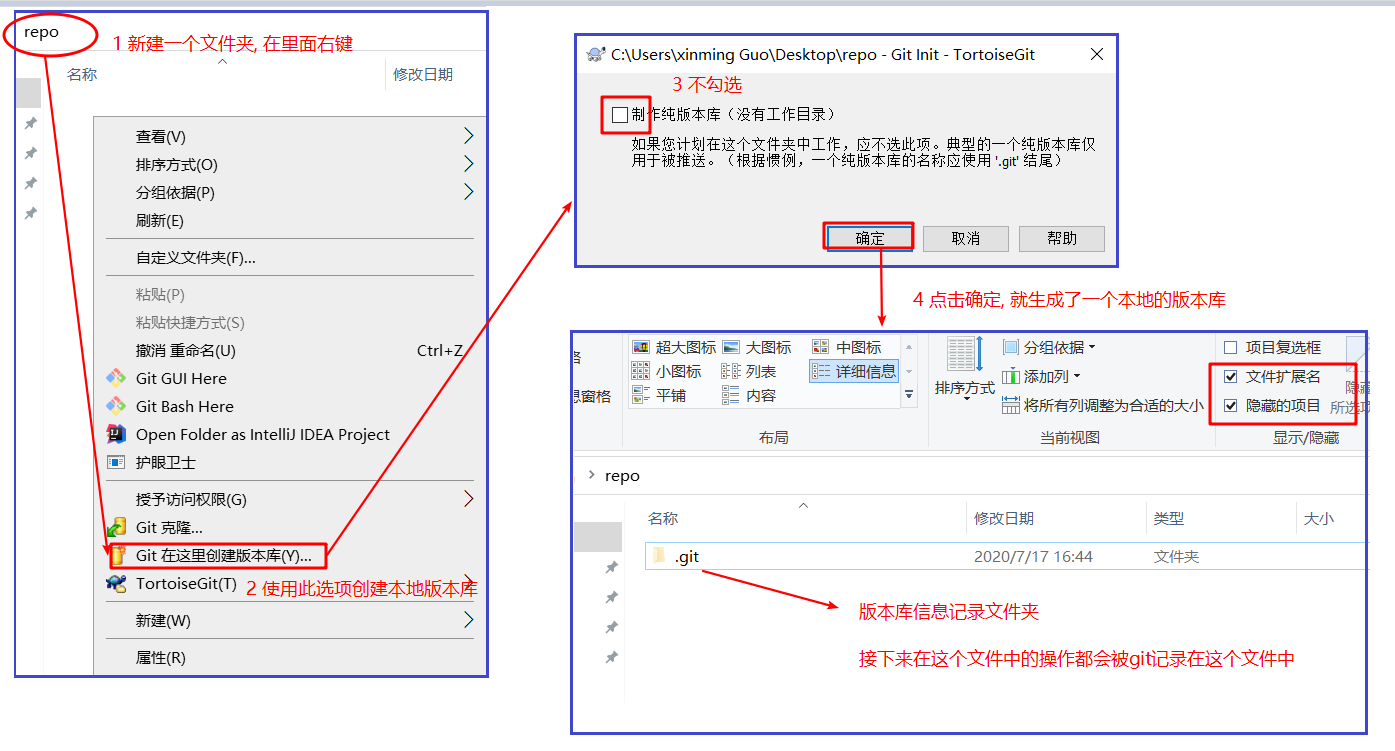 repo
1 新建一个文件夹, 在里面右键
名称
修改日期
查看(V)
排序方式(O)
分组依据(P)
刷新(E)
自定义文件夹(F)...
粘贴(P)
粘贴快捷方式(S)
撤消 重命名(U) Ctrl+Z
Git GUI Here
Git Bash Here
Open Folder as IntelliJ IDEA Project
护眼卫士
授予访问权限(G)
Git 克隆...
Git 在这里创建版本库(Y)...
TortoiseGit(T)
2 使用此选项创建本地版本库
新建(W)
属性(R)
C:\Users\xinming Guo\Desktop\repo - Git Init - TortoiseGit
3 不勾选
制作纯版本库（没有工作目录）
如果您计划在这个文件夹中工作，应不选此项。典型的一个纯版本库仅
用于被推送。（根据惯例，一个纯版本库的名称应使用 '.git' 结尾）
确定 取消 帮助
4 点击确定, 就生成了一个本地的版本库
超大图标 大图标 中图标
小图标 列表 详细信息
平铺 内容
窗格
布局
排序方式
分组依据
添加列
将所有列调整为合适的大小
当前视图
项目复选框
文件扩展名
隐藏的项目
隐藏
所选项
显示/隐藏
repo
名称 修改日期 类型 大小
.git 2020/7/17 16:44 文件夹
版本库信息记录文件夹
接下来在这个文件中的操作都会被git记录在这个文件中